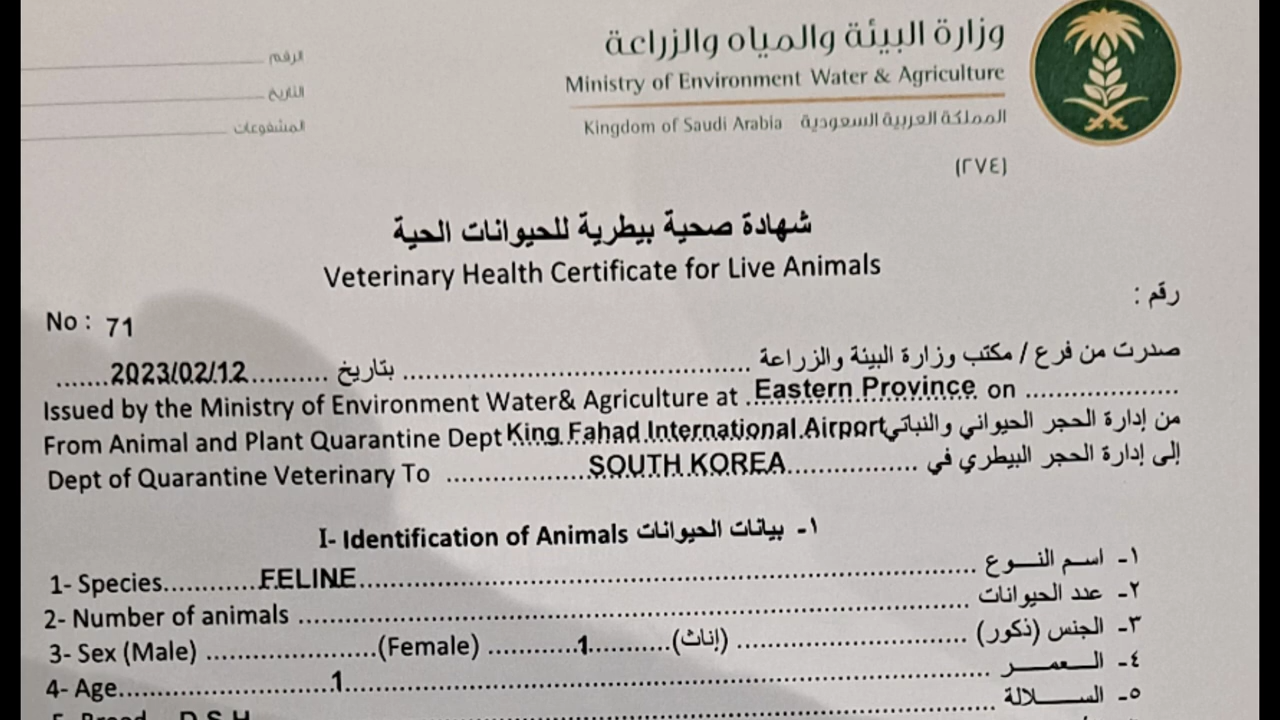 وزارة البيئة والمياه والزراعة
Ministry of Environment Water & Agriculture
Kingdom of Saudi Arabia المملكة العربية السعودية
(٢٧٤)
الرقم
التاريخ
المشفوعات
شهادة صحية بيطرية للحيوانات الحية
Veterinary Health Certificate for Live Animals
رقم :
No : 71
صدرت من فرع / مكتب وزارة البيئة والزراعة ........................ بتاريخ ..........2023/02/12.......
Issued by the Ministry of Environment Water& Agriculture at .Eastern Province on ....................
From Animal and Plant Quarantine Dept King Fahad International Airport من إدارة الحجر الحيواني والنباتي
Dept of Quarantine Veterinary To ....................SOUTH KOREA.................. إلى إدارة الحجر البيطري في
I- Identification of Animals ١- بيانات الحيوانات
1- Species............FELINE........................ ١- اسم النـــوع
2- Number of animals ........................ ٢- عدد الحيوانات
3- Sex (Male) .....................(Female) ...........1..........(إناث) ........................ ٣- الجنس (ذكور)
4- Age..........................1........................ ٤- الـــعمـــر
5- Breed D.S.H ........................ ٥- الســـلالة